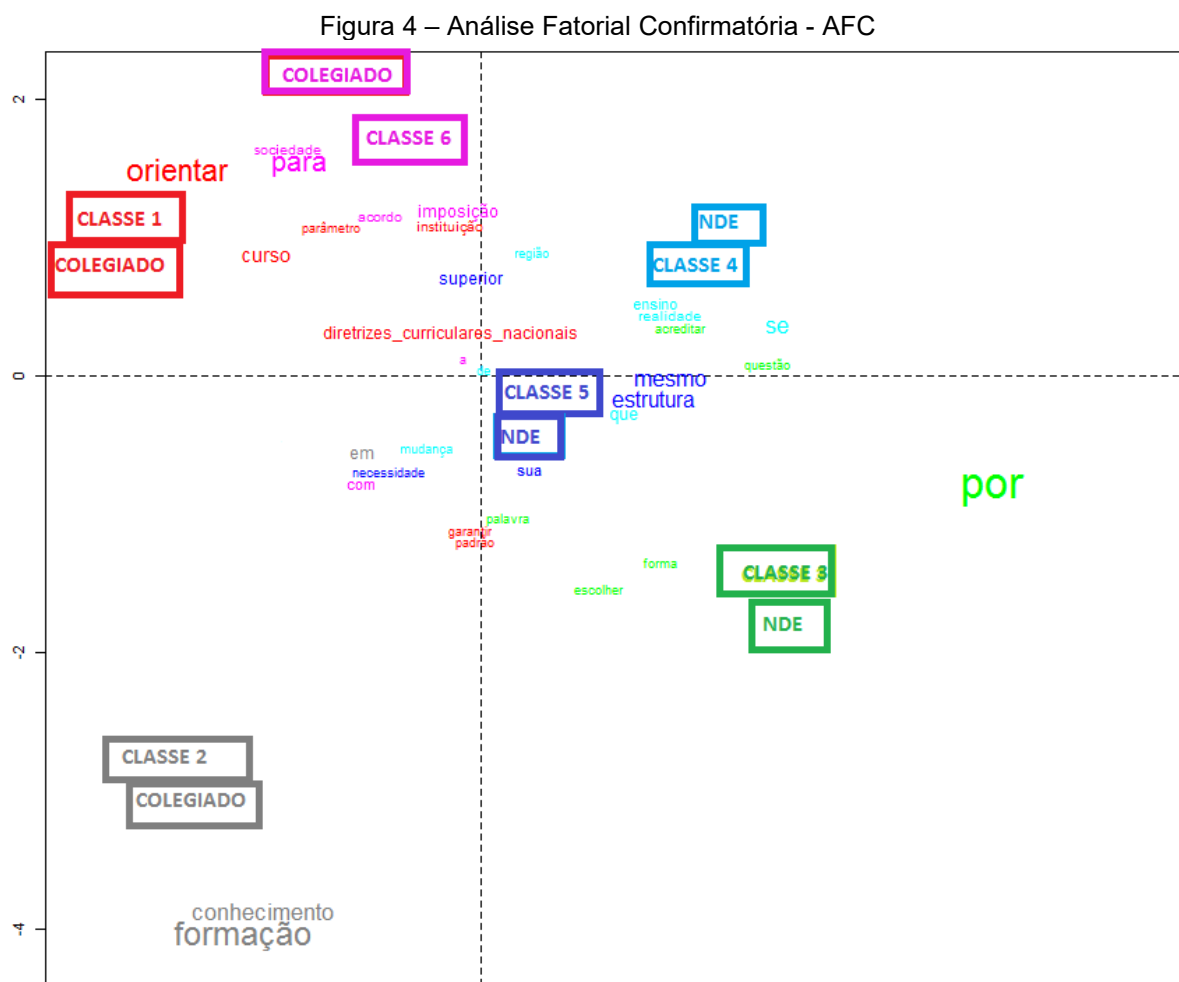 Figura 4 – Análise Fatorial Confirmatória - AFC
COLEGIADO
2
CLASSE 6
sociedade
para
orientar
CLASSE 1
acordo
imposição
parâmetro
instituição
NDE
curso
COLEGIADO
região
CLASSE 4
superior
ensino
realidade
acreditar
se
diretrizes_curriculares_nacionais
a
de
questão
0
mesmo
CLASSE 5
estrutura
que
NDE
em
mudança
necessidade
sua
com
por
palavra
garantir
padrão
forma
CLASSE 3
escolher
NDE
-2
CLASSE 2
COLEGIADO
conhecimento
formação
-4